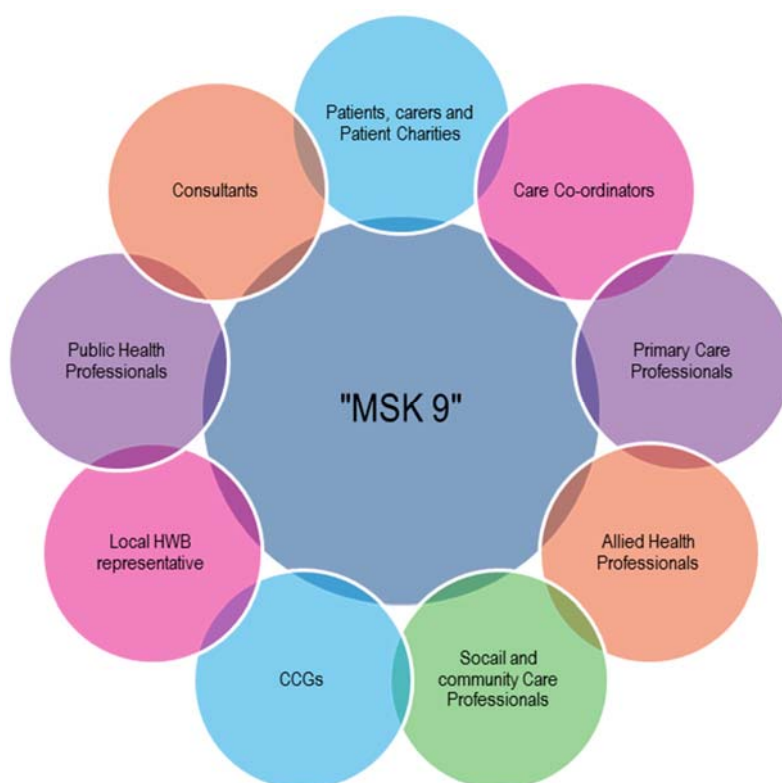 Patients, carers and
Patient Charities
Care Co-ordinators
Primary Care
Professionals
Allied Health
Professionals
Socail and
community Care
Professionals
CCGs
Local HWB
representative
Public Health
Professionals
Consultants
"MSK 9"